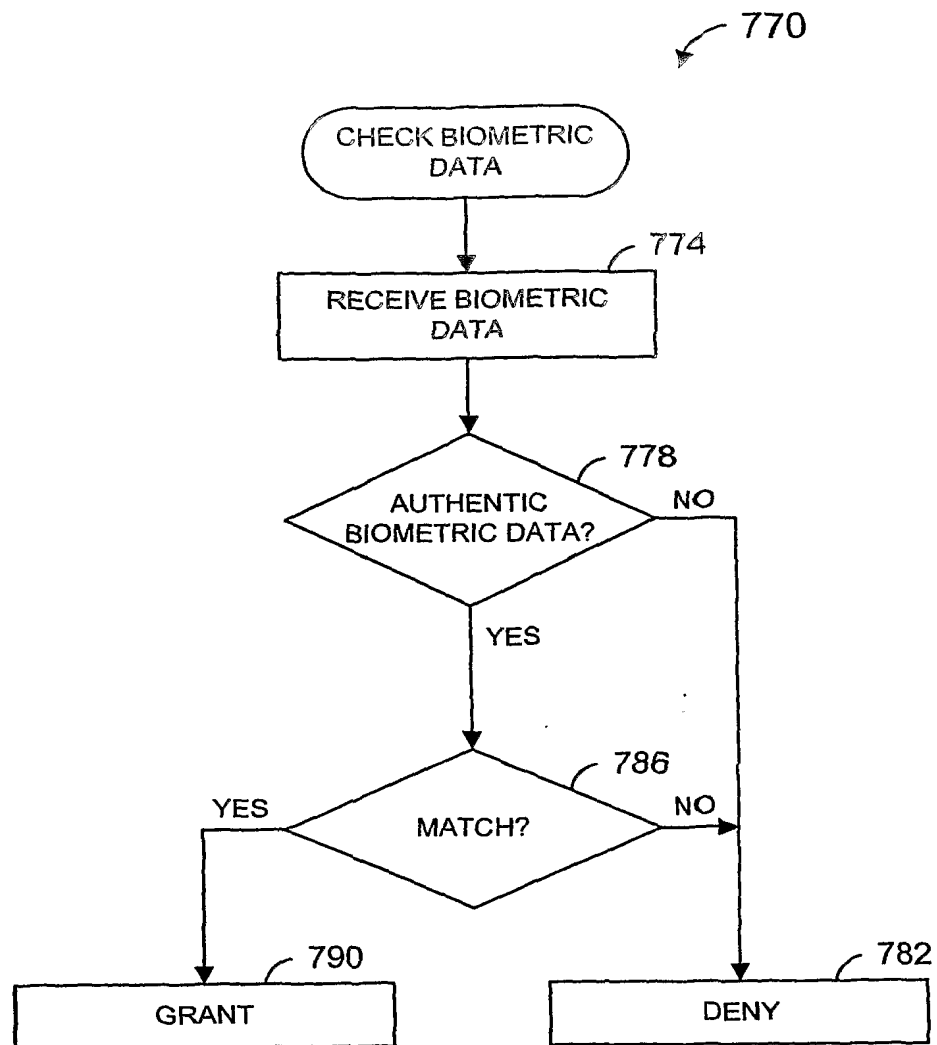 770
CHECK BIOMETRIC
DATA
774
RECEIVE BIOMETRIC
DATA
778
AUTHENTIC
BIOMETRIC DATA?
NO
YES
786
YES
MATCH?
NO
790
GRANT
782
DENY